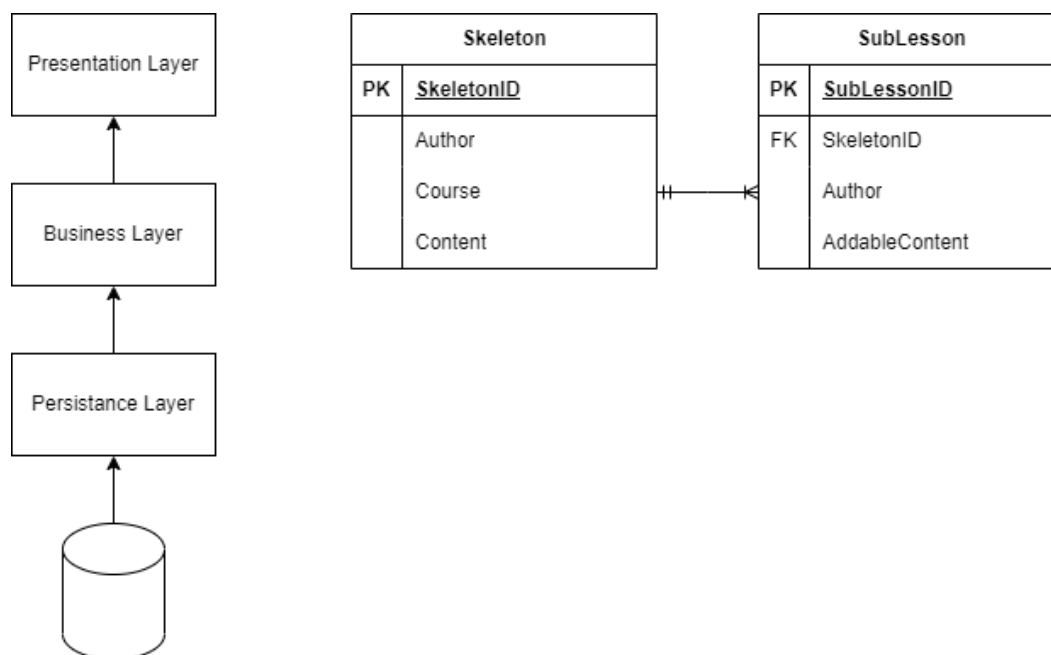 Presentation Layer
Business Layer
Persistance Layer
Skeleton
PK SkeletonID
Author
Course
Content
SubLesson
PK SubLessonID
FK SkeletonID
Author
AddableContent